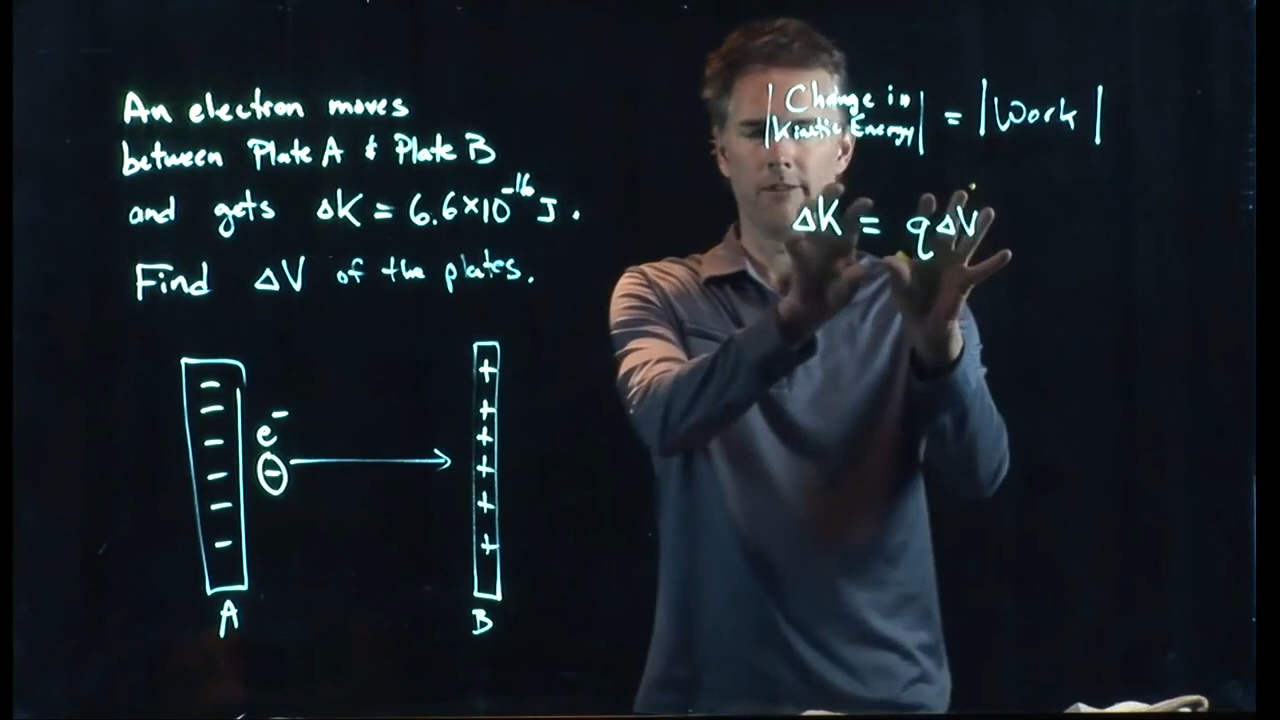 An electron moves
between Plate A & Plate B
and gets ΔK = 6.6×10⁻¹⁶ J.
Find ΔV of the plates.
|Change in Kinetic Energy| = |Work|
ΔK = qΔV
e⁻
A
B